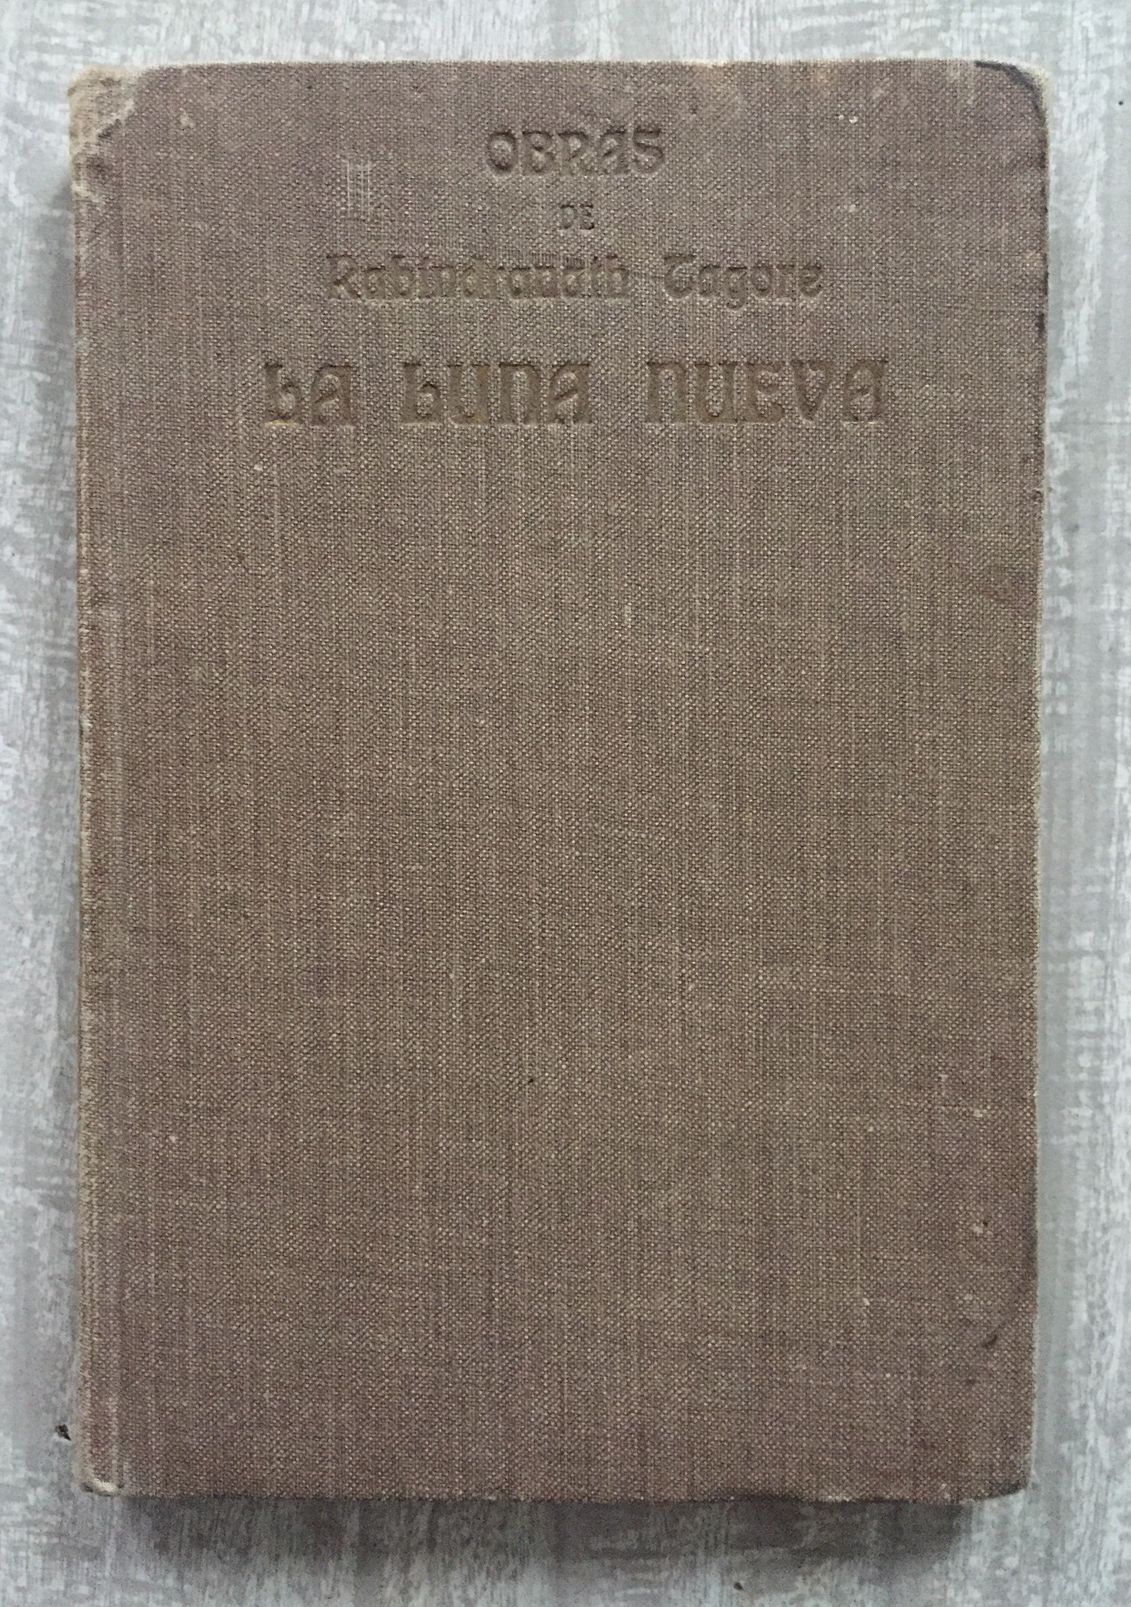 OBRAS
DE
Rabindranath Tagore
LA LUNA NUEVA